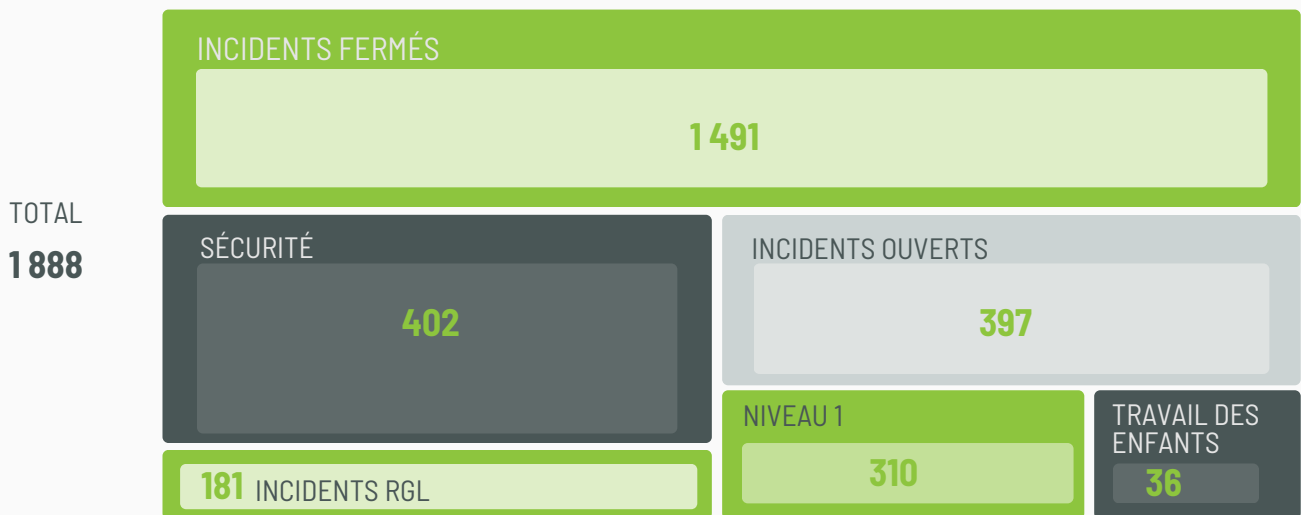 INCIDENTS FERMÉS
1 491
TOTAL
1 888
SÉCURITÉ
402
INCIDENTS OUVERTS
397
NIVEAU 1
310
TRAVAIL DES
ENFANTS
36
181 INCIDENTS RGL